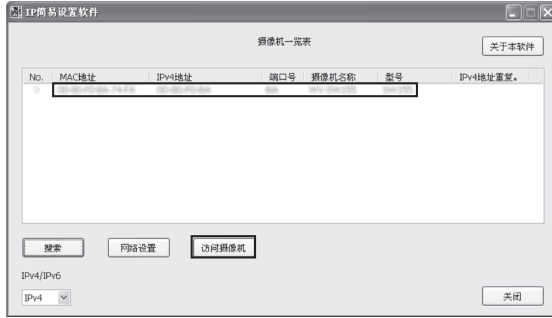 IP简易设置软件
摄像机一览表
关于本软件
No. MAC地址 IPv4地址 端口号 摄像机名称 型号 IPv4地址重复。
搜索 网络设置 访问摄像机
IPv4/IPv6
IPv4 关闭